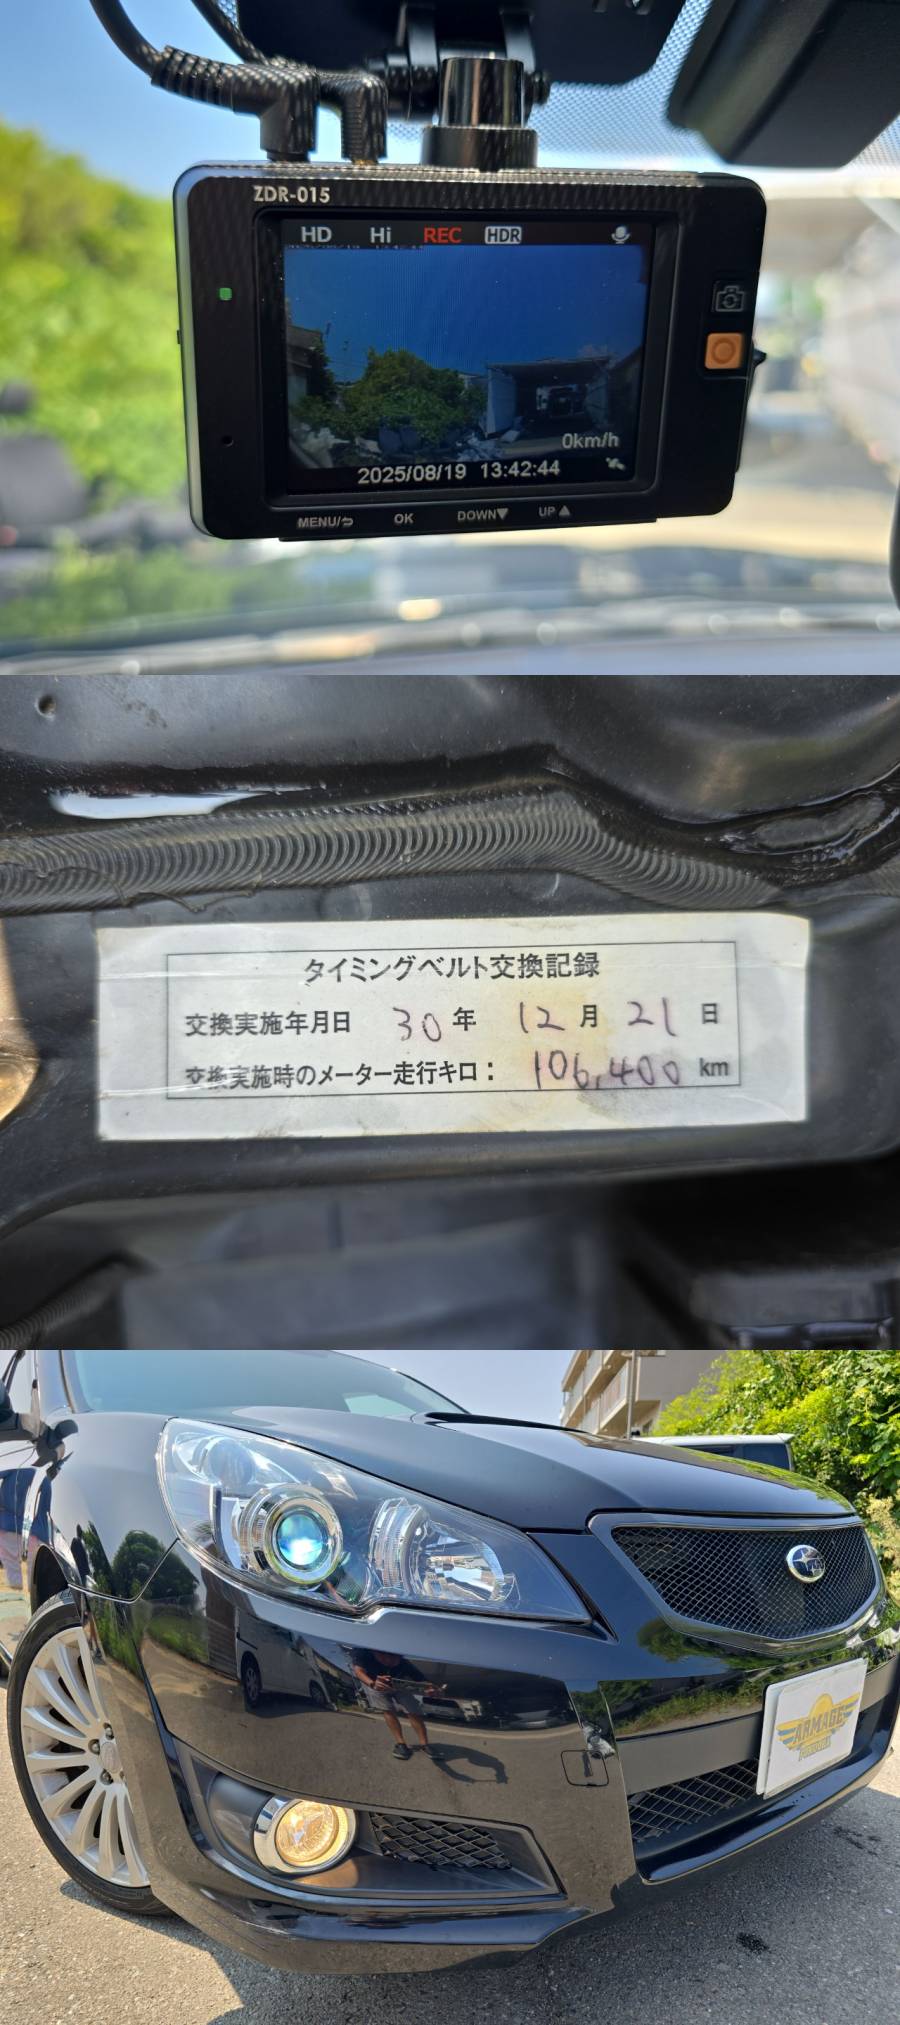 ZDR-015
HD Hi REC HDR
0km/h
2025/08/19 13:42:44
MENU/ OK DOWN▼ UP▲
タイミングベルト交換記録
交換実施年月日 30年 12月 21日
交換実施時のメーター走行キロ: 106,400 km
ARMAGE